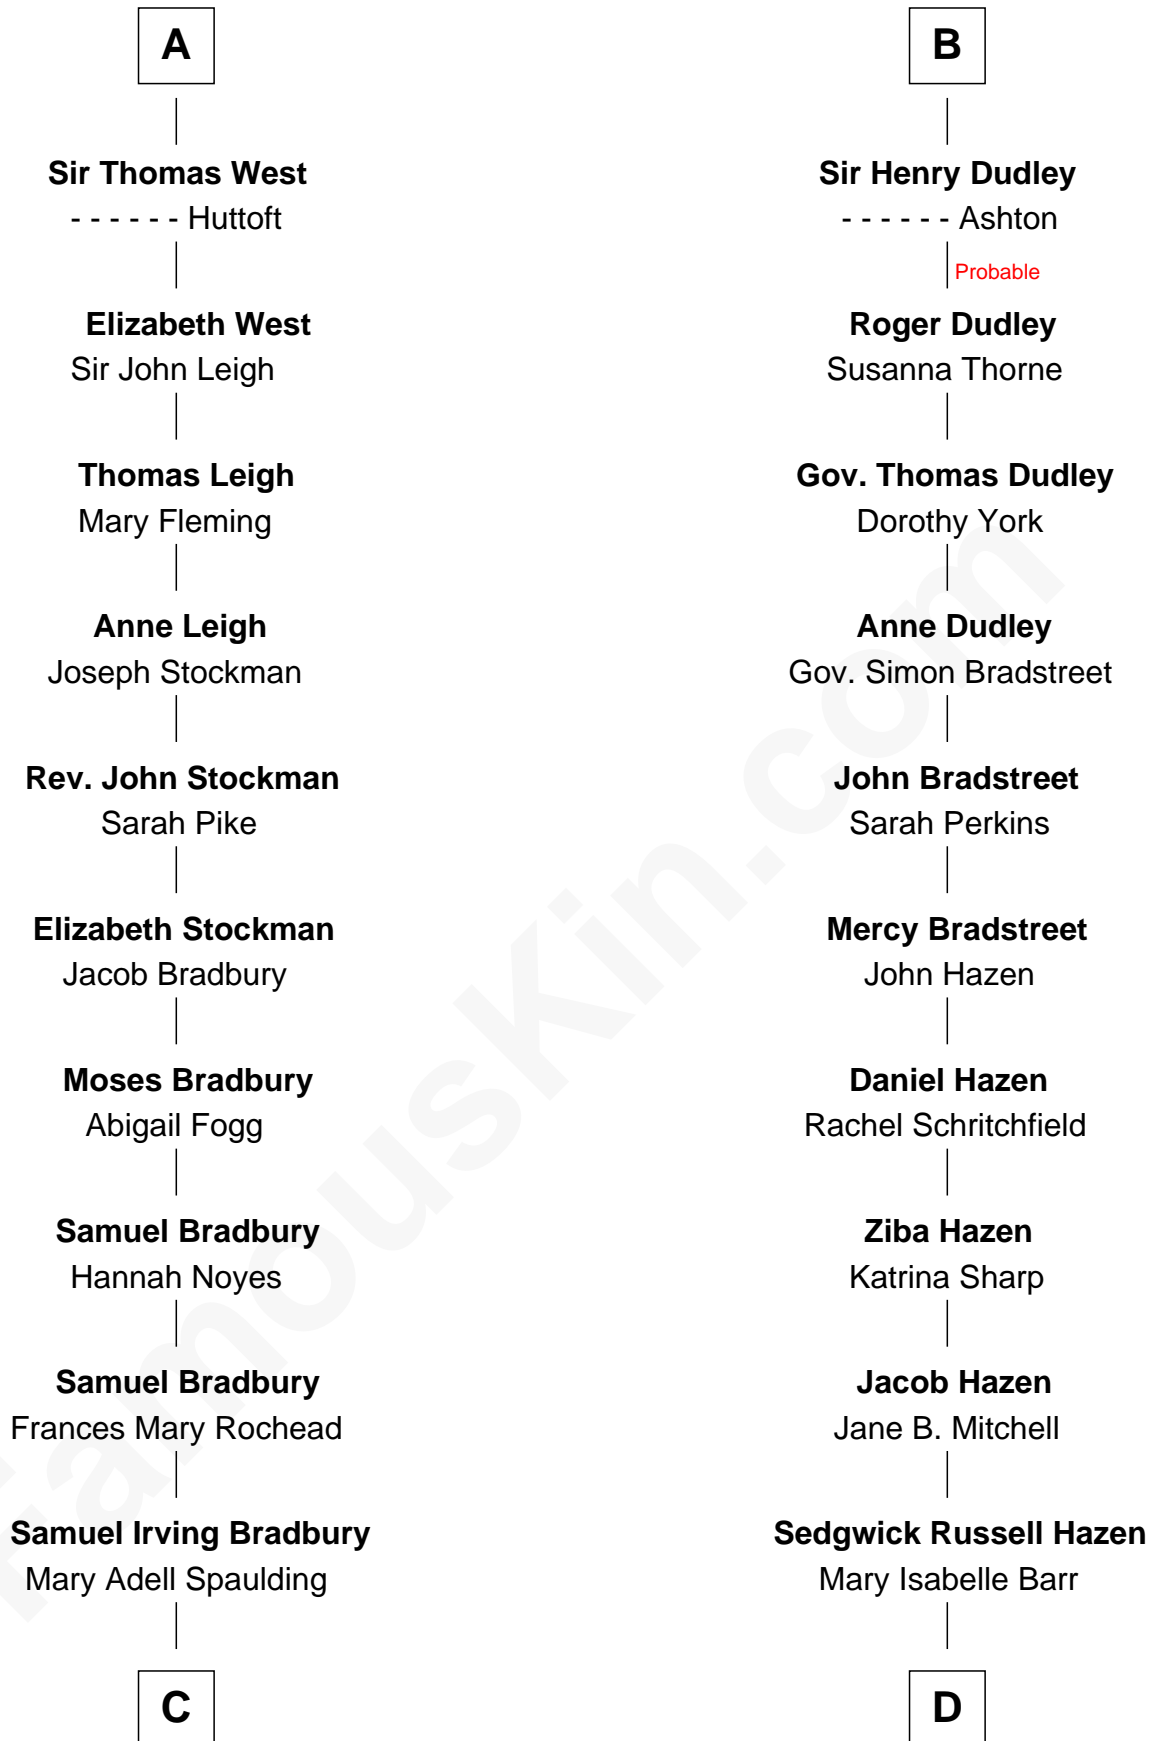 A
Sir Thomas West
- - - - - - Huttoft
Elizabeth West
Sir John Leigh
Thomas Leigh
Mary Fleming
Anne Leigh
Joseph Stockman
Rev. John Stockman
Sarah Pike
Elizabeth Stockman
Jacob Bradbury
Moses Bradbury
Abigail Fogg
Samuel Bradbury
Hannah Noyes
Samuel Bradbury
Frances Mary Rochead
Samuel Irving Bradbury
Mary Adell Spaulding
C
B
Sir Henry Dudley
- - - - - - Ashton
Probable
Roger Dudley
Susanna Thorne
Gov. Thomas Dudley
Dorothy York
Anne Dudley
Gov. Simon Bradstreet
John Bradstreet
Sarah Perkins
Mercy Bradstreet
John Hazen
Daniel Hazen
Rachel Schritchfield
Ziba Hazen
Katrina Sharp
Jacob Hazen
Jane B. Mitchell
Sedgwick Russell Hazen
Mary Isabelle Barr
D
FamousKin.com